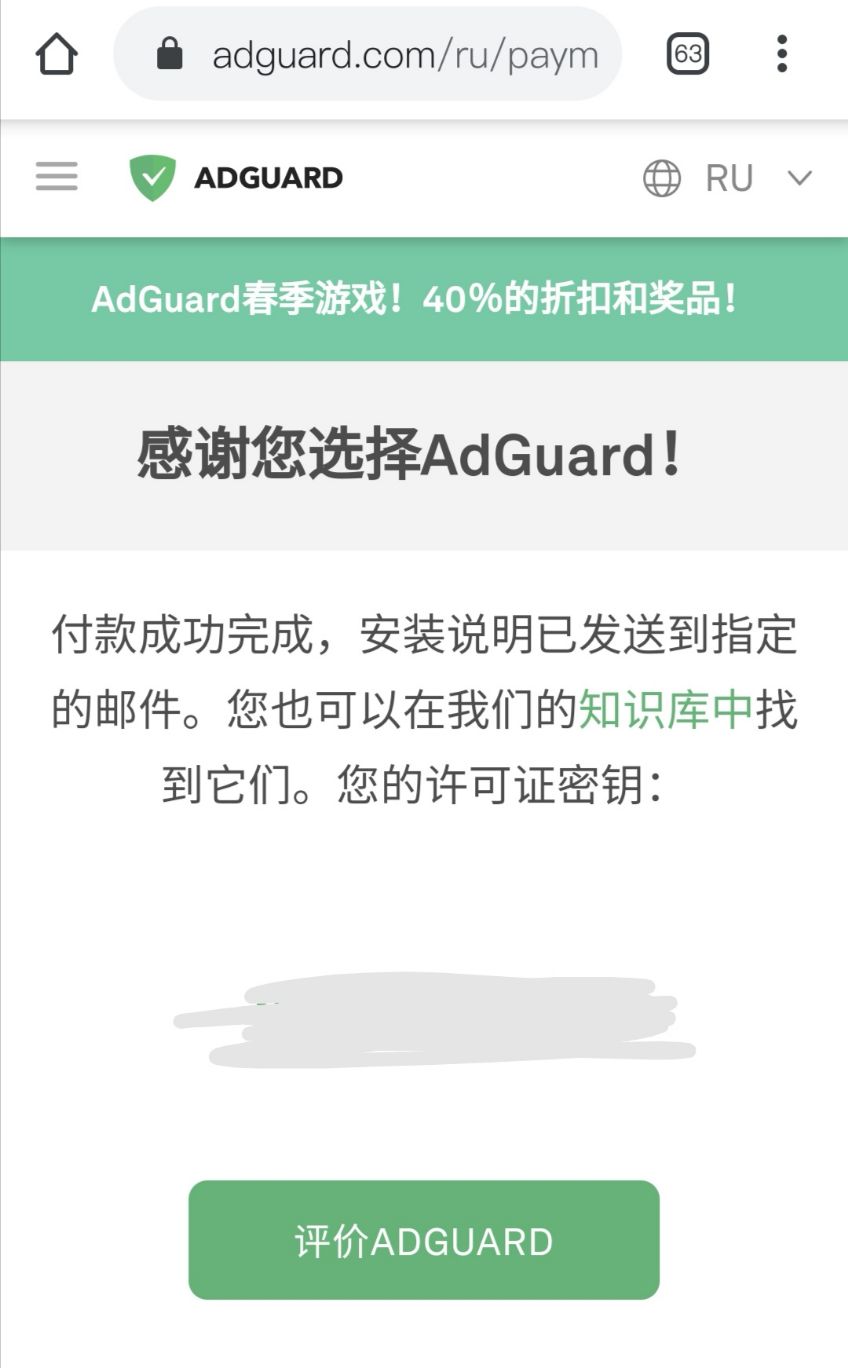 adguard.com/ru/paym
63
ADGUARD
RU
AdGuard春季游戏！40%的折扣和奖品！
感谢您选择AdGuard！
付款成功完成，安装说明已发送到指定
的邮件。您也可以在我们的知识库中找
到它们。您的许可证密钥：
评价ADGUARD